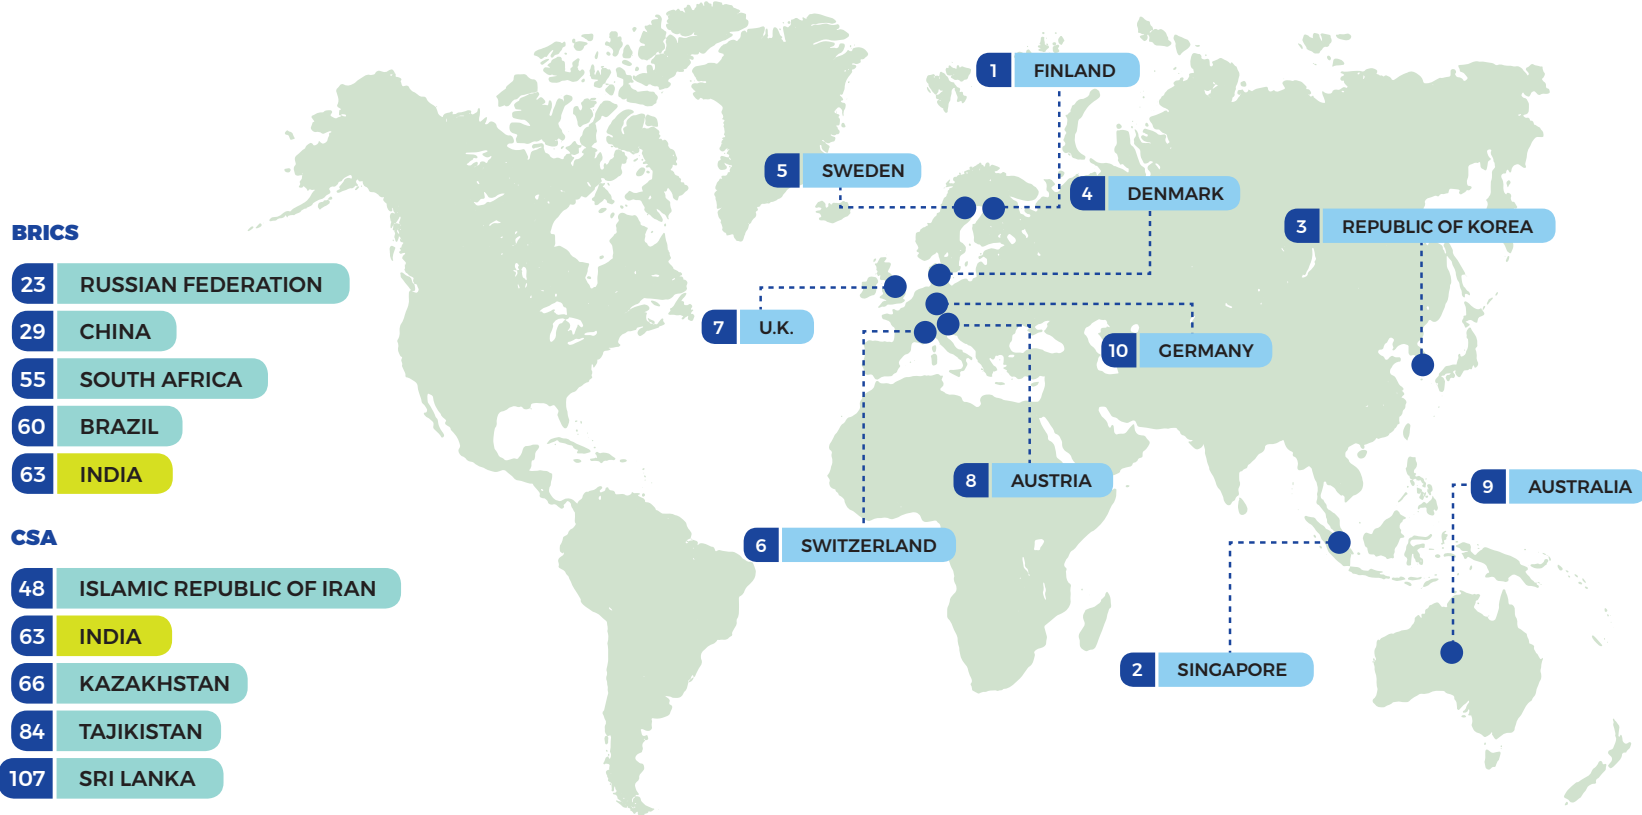 BRICS
23 RUSSIAN FEDERATION
29 CHINA
55 SOUTH AFRICA
60 BRAZIL
63 INDIA
CSA
48 ISLAMIC REPUBLIC OF IRAN
63 INDIA
66 KAZAKHSTAN
84 TAJIKISTAN
107 SRI LANKA
1 FINLAND
5 SWEDEN
4 DENMARK
3 REPUBLIC OF KOREA
7 U.K.
10 GERMANY
8 AUSTRIA
9 AUSTRALIA
6 SWITZERLAND
2 SINGAPORE